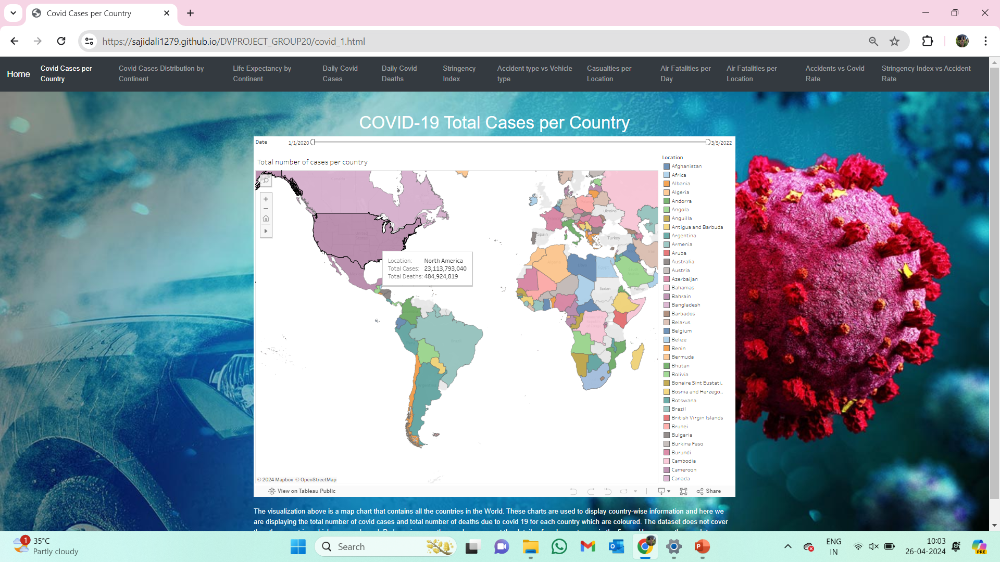 Covid Cases per Country
https://sajidali1279.github.io/DVPROJECT_GROUP20/covid_1.html
Home
Covid Cases per
Country
Covid Cases Distribution by
Continent
Life Expectancy by
Continent
Daily Covid
Cases
Daily Covid
Deaths
Stringency
Index
Accident type vs Vehicle
type
Casualties per
Location
Air Fatalities per
Day
Air Fatalities per
Location
Accidents vs Covid
Rate
Stringency Index vs Accident
Rate
COVID-19 Total Cases per Country
Date
1/1/2020
3/5/2022
Total number of cases per country
Ukraine
Spain
Turkey
Sudan
Yemen
Location: North America
Total Cases: 23,113,793,040
Total Deaths: 484,924,819
Location
Afghanistan
Africa
Albania
Algeria
Andorra
Angola
Anguilla
Antigua and Barbuda
Argentina
Armenia
Aruba
Australia
Austria
Azerbaijan
Bahamas
Bahrain
Bangladesh
Barbados
Belarus
Belgium
Belize
Benin
Bermuda
Bhutan
Bolivia
Bonaire Sint Eustati..
Bosnia and Herzego..
Botswana
Brazil
British Virgin Islands
Brunei
Bulgaria
Burkina Faso
Burundi
Cambodia
Cameroon
Canada
© 2024 Mapbox © OpenStreetMap
View on Tableau Public
Share
The visualization above is a map chart that contains all the countries in the World. These charts are used to display country-wise information and here we
are displaying the total number of covid cases and total number of deaths due to covid 19 for each country which are coloured. The dataset does not cover
1
35°C
Partly cloudy
Search
ENG
IN
10:03
26-04-2024
PRE